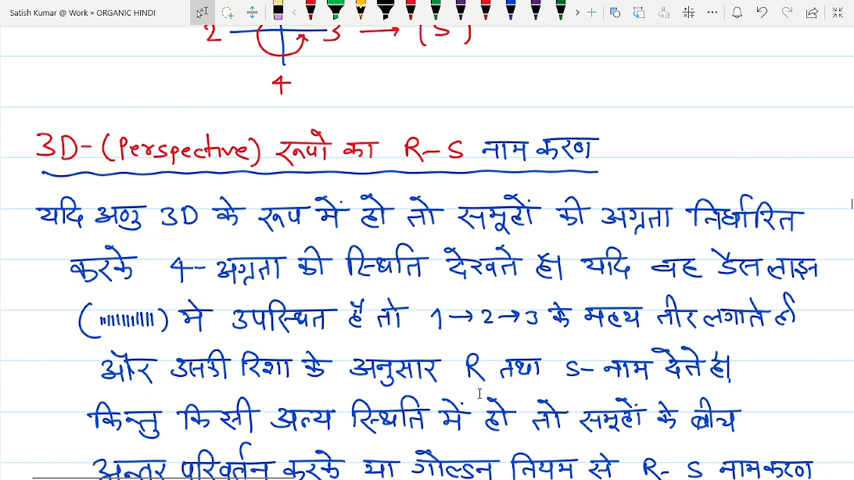 Satish Kumar @ Work » ORGANIC HINDI
2 3 → (S)
4
3D-(Perspective) रूपो का R-S नामकरण
यदि अणु 3D के रूप में हो तो समूहों की अग्रता निर्धारित
करके 4-अग्रता की स्थिति देखते है। यदि वह डैस लाइन
( ) मे उपस्थित है तो 1→2→3 के मध्य तीर लगाते है
और उसकी दिशा के अनुसार R तथा S-नाम देते है।
किन्तु किसी अन्य स्थिति में हो तो समूहों के बीच
अन्तर परिवर्तन करके या गोल्डन नियम से R-S नामकरण